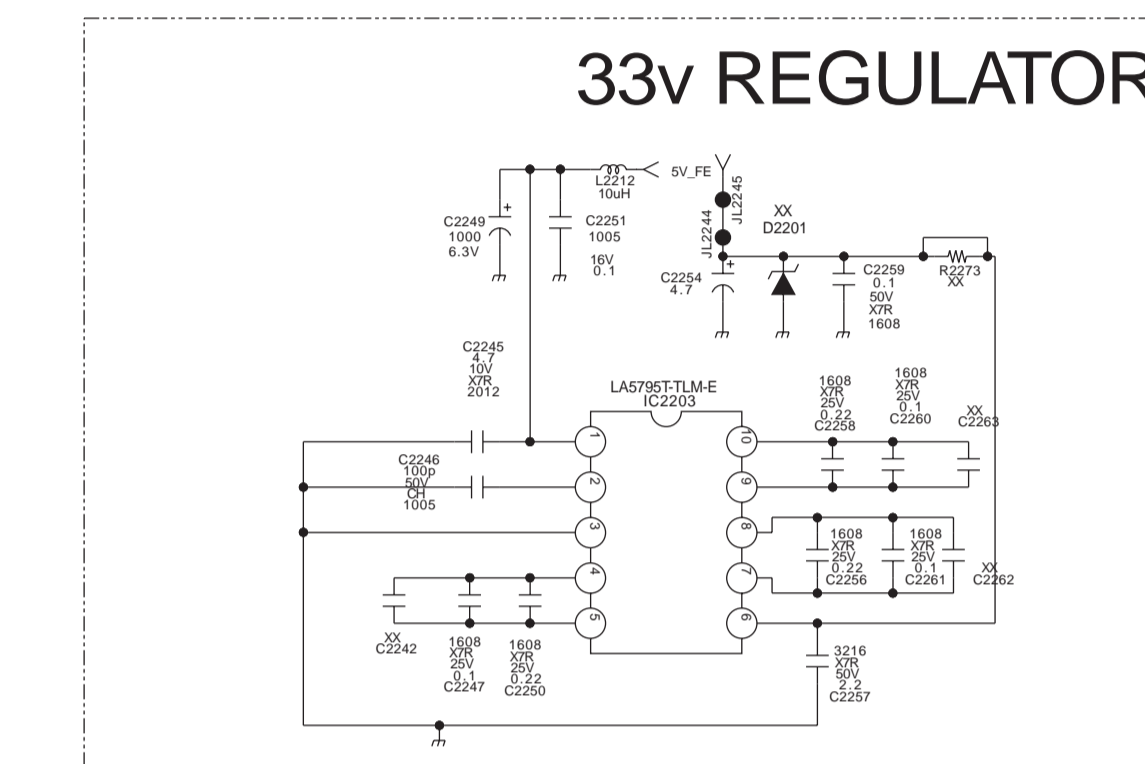 33v REGULATOR
L2212
10uH
5V_FE
JL2245
JL2244
C2249
1000
6.3V
+
C2251
1005
16V
0.1
XX
D2201
C2254
4.7
+
C2259
0.1
50V
X7R
1608
R2273
XX
C2245
4.7
10V
X7R
2012
LA5795T-TLM-E
IC2203
1608
X7R
25V
0.22
C2258
1608
X7R
25V
0.1
C2260
XX
C2263
C2246
100p
50V
CH
1005
1
2
3
4
5
10
9
8
7
6
1608
X7R
25V
0.22
C2256
1608
X7R
25V
0.1
C2261
XX
C2262
XX
C2242
1608
X7R
25V
0.1
C2247
1608
X7R
25V
0.22
C2250
3216
X7R
50V
2.2
C2257